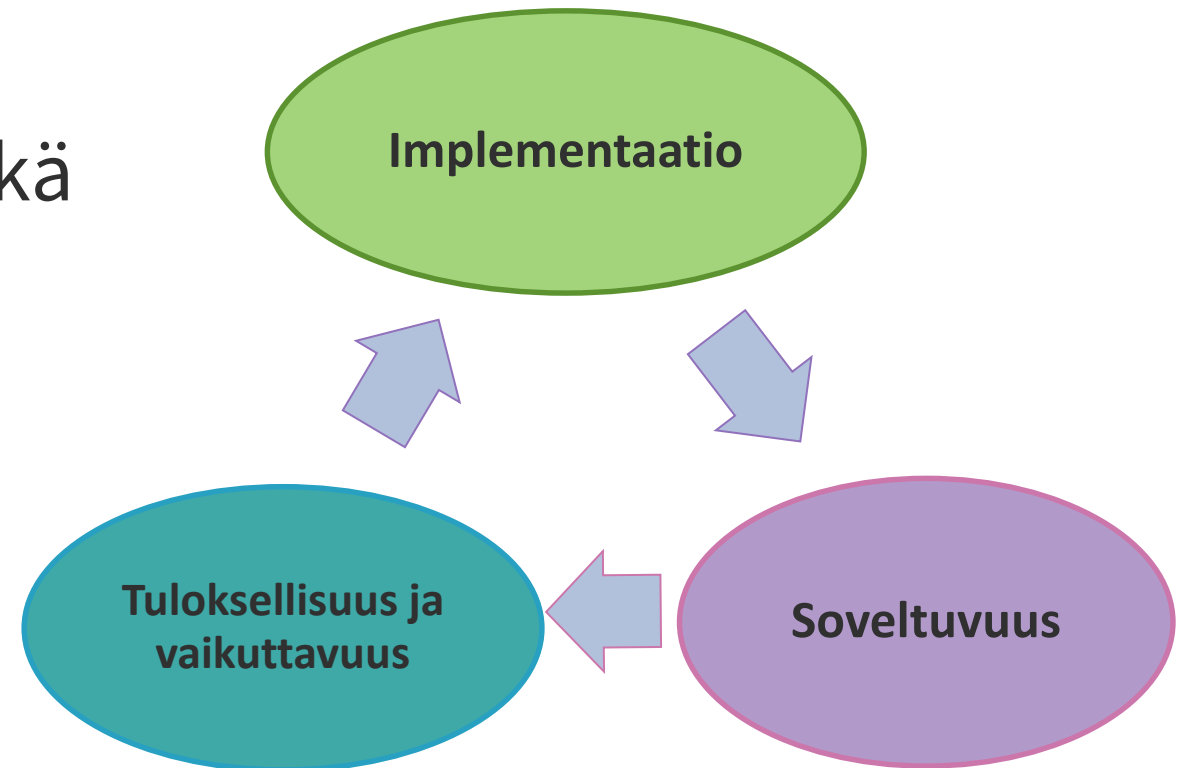 kä
Implementaatio
Tuloksellisuus ja
vaikuttavuus
Soveltuvuus